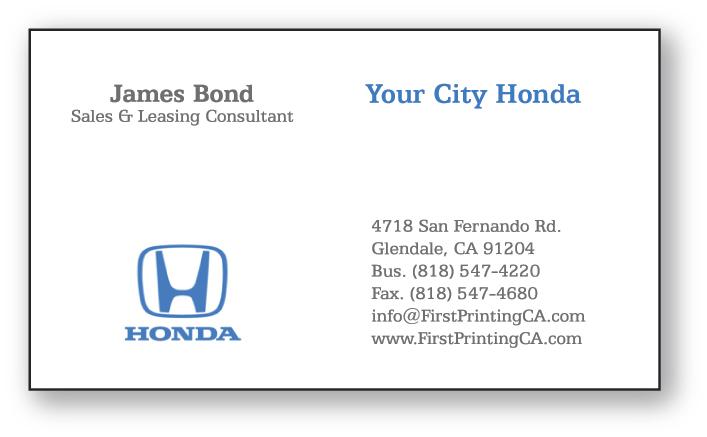 James Bond
Sales & Leasing Consultant
Your City Honda
HONDA
4718 San Fernando Rd.
Glendale, CA 91204
Bus. (818) 547-4220
Fax. (818) 547-4680
info@FirstPrintingCA.com
www.FirstPrintingCA.com